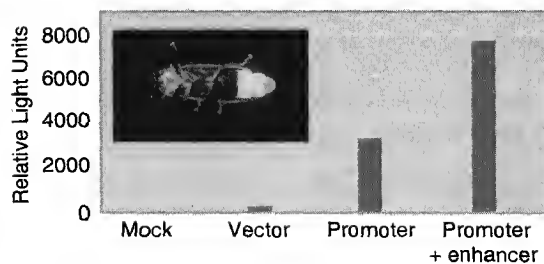 Relative Light Units
8000
6000
4000
2000
0
Mock
Vector
Promoter
Promoter
+ enhancer